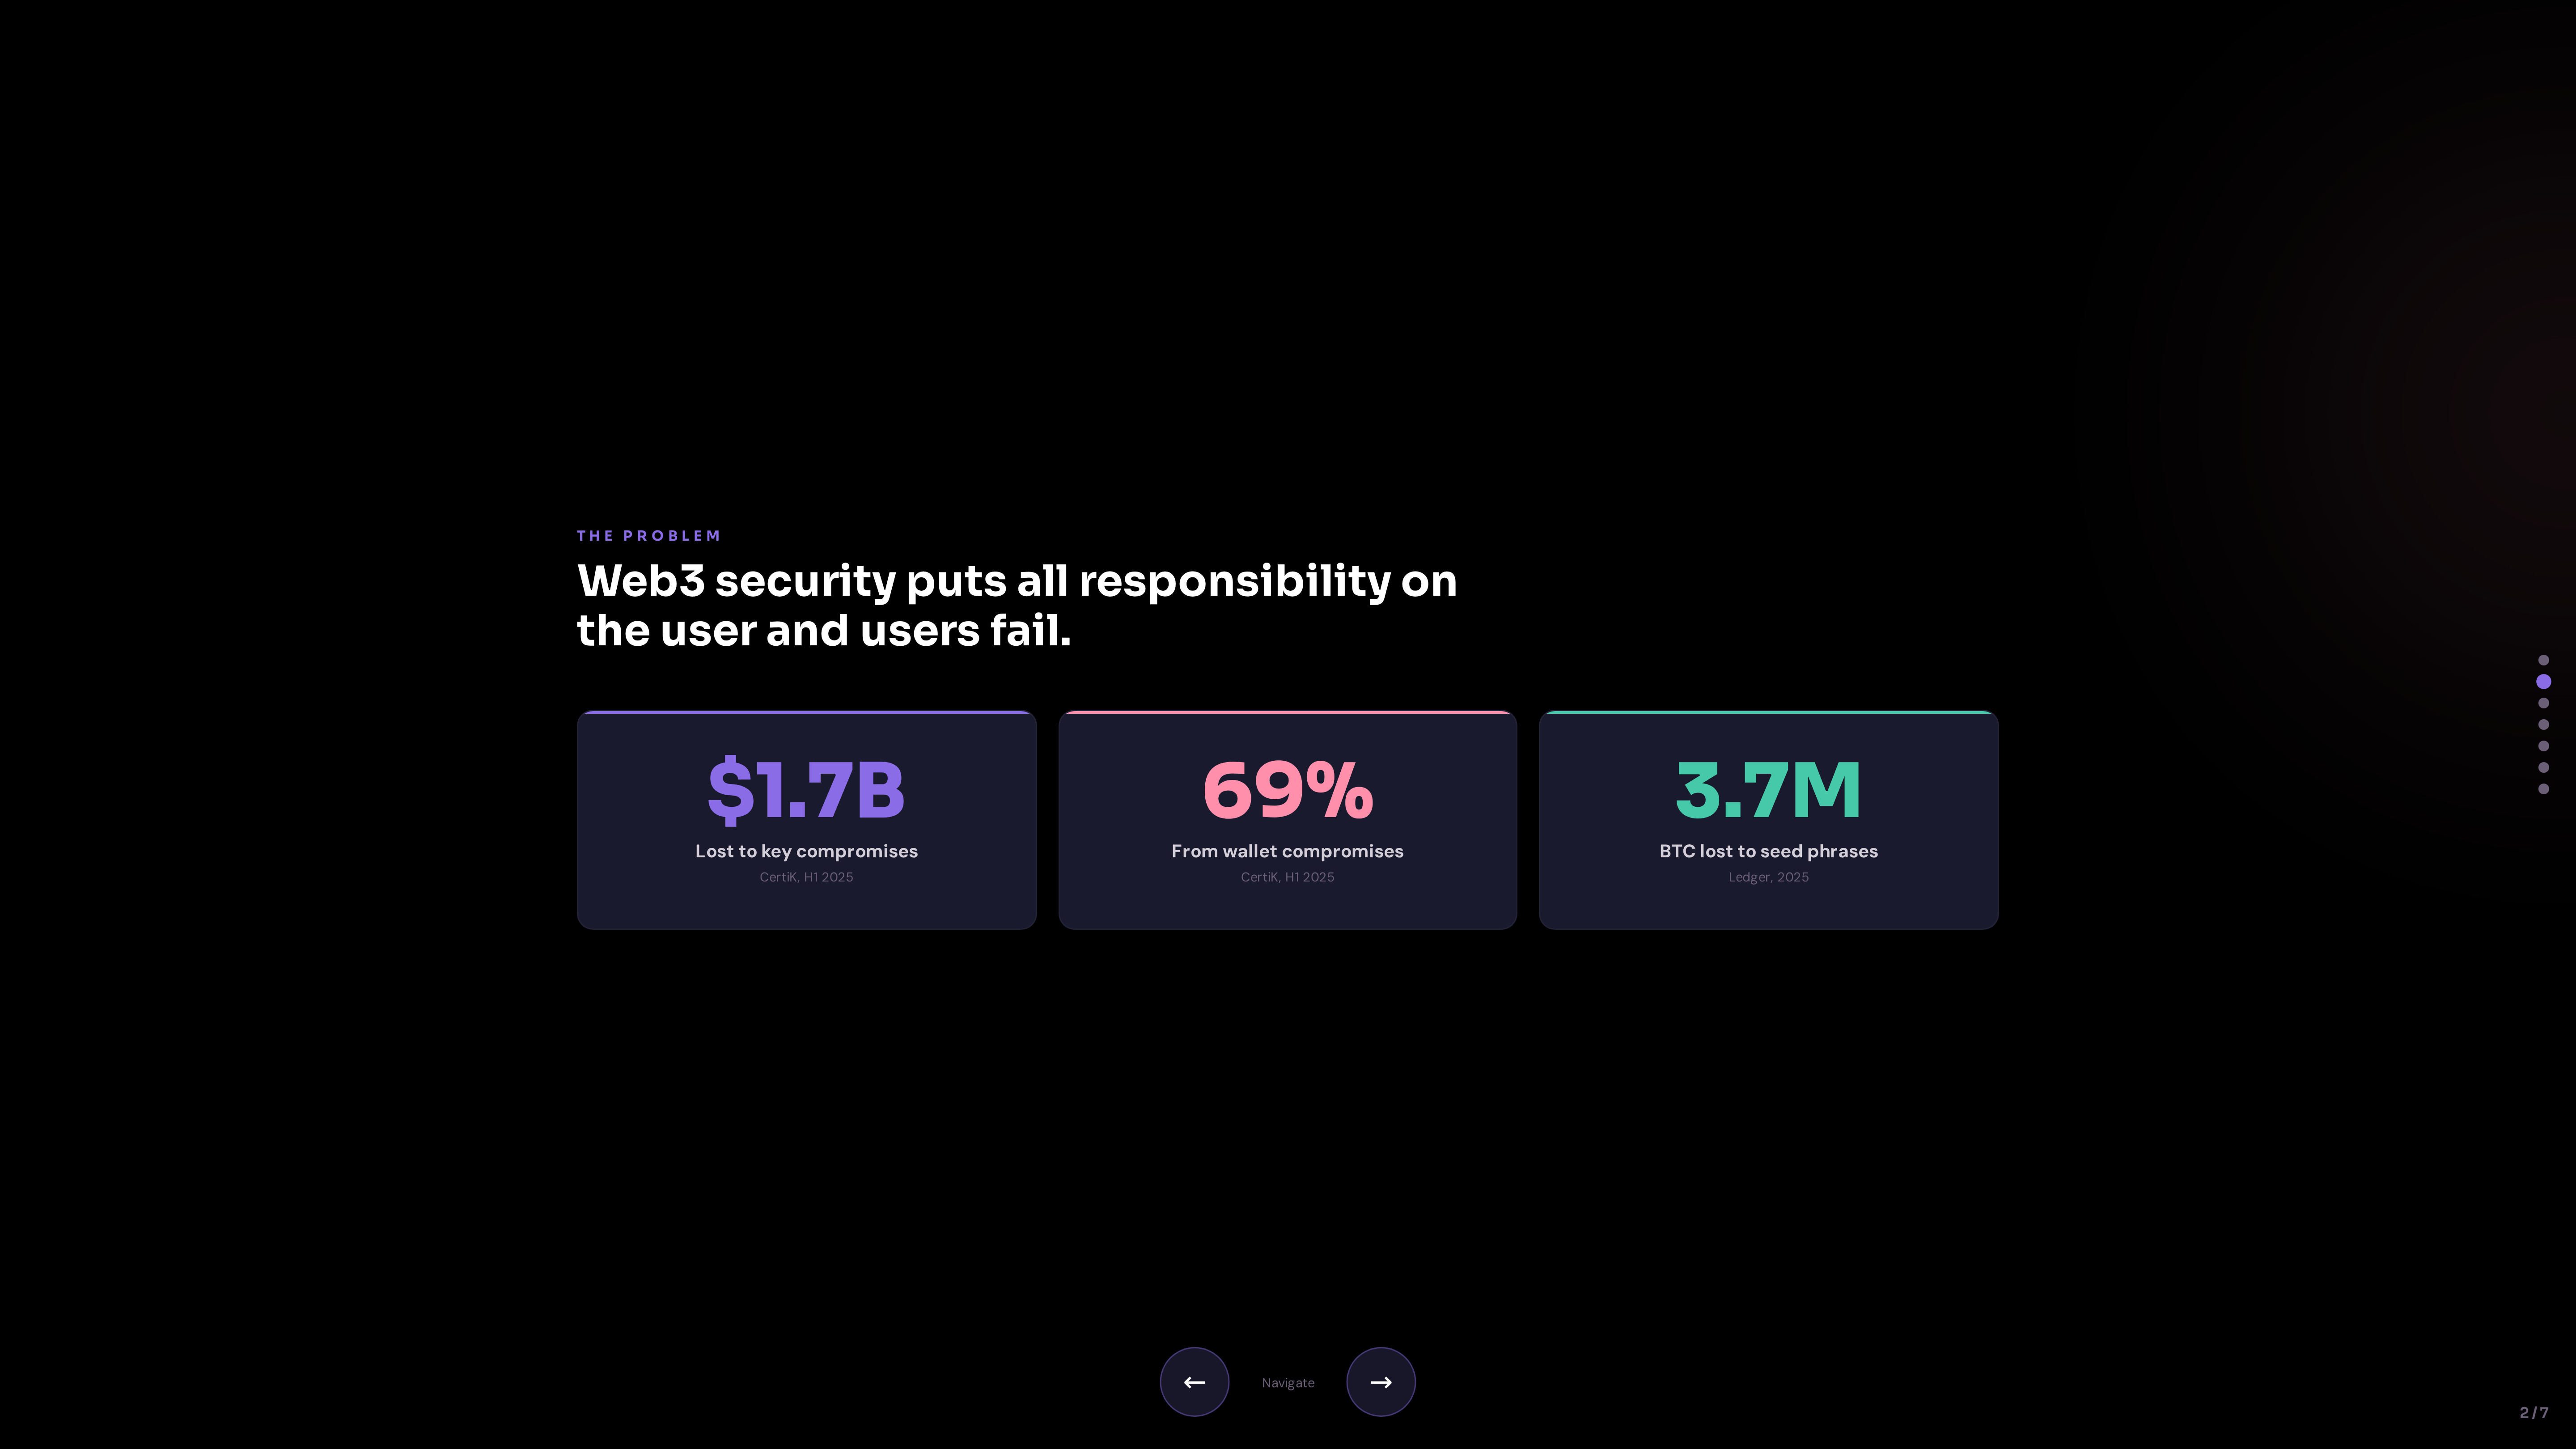 THE PROBLEM
Web3 security puts all responsibility on
the user and users fail.
$1.7B
Lost to key compromises
CertiK, H1 2025
69%
From wallet compromises
CertiK, H1 2025
3.7M
BTC lost to seed phrases
Ledger, 2025
← Navigate →
2/7